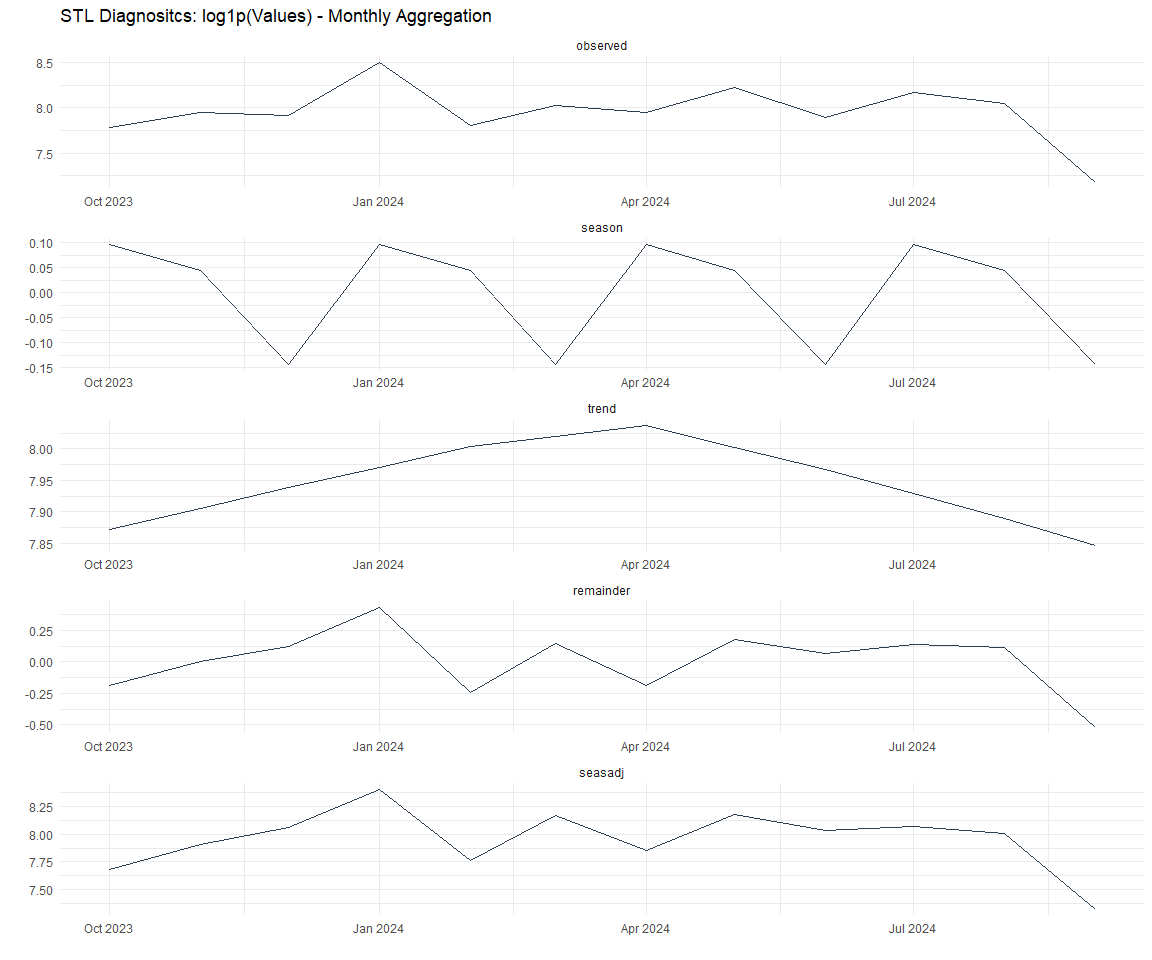 STL Diagnositcs: log1p(Values) - Monthly Aggregation
observed
8.5
8.0
7.5
Oct 2023 Jan 2024 Apr 2024 Jul 2024
season
0.10
0.05
0.00
-0.05
-0.10
-0.15
Oct 2023 Jan 2024 Apr 2024 Jul 2024
trend
8.00
7.95
7.90
7.85
Oct 2023 Jan 2024 Apr 2024 Jul 2024
remainder
0.25
0.00
-0.25
-0.50
Oct 2023 Jan 2024 Apr 2024 Jul 2024
seasadj
8.25
8.00
7.75
7.50
Oct 2023 Jan 2024 Apr 2024 Jul 2024